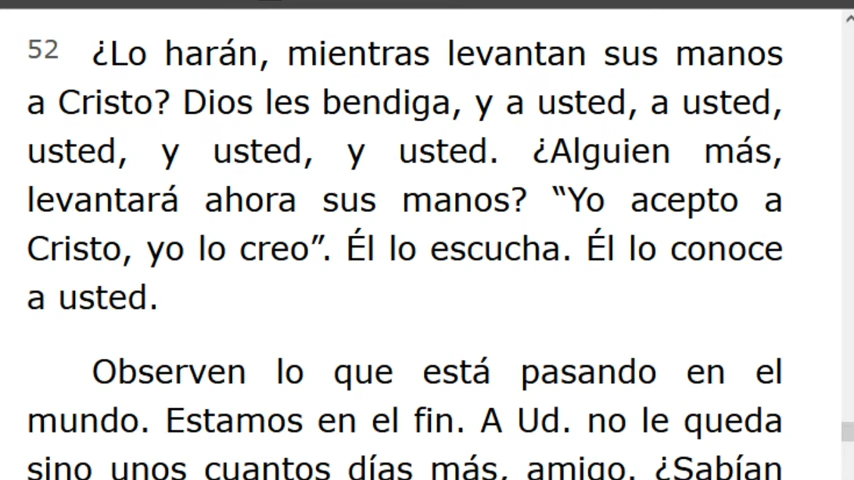 52 ¿Lo harán, mientras levantan sus manos
a Cristo? Dios les bendiga, y a usted, a usted,
usted, y usted, y usted. ¿Alguien más,
levantará ahora sus manos? “Yo acepto a
Cristo, yo lo creo”. Él lo escucha. Él lo conoce
a usted.
Observen lo que está pasando en el
mundo. Estamos en el fin. A Ud. no le queda
sino unos cuantos días más, amigo. ¿Sabían